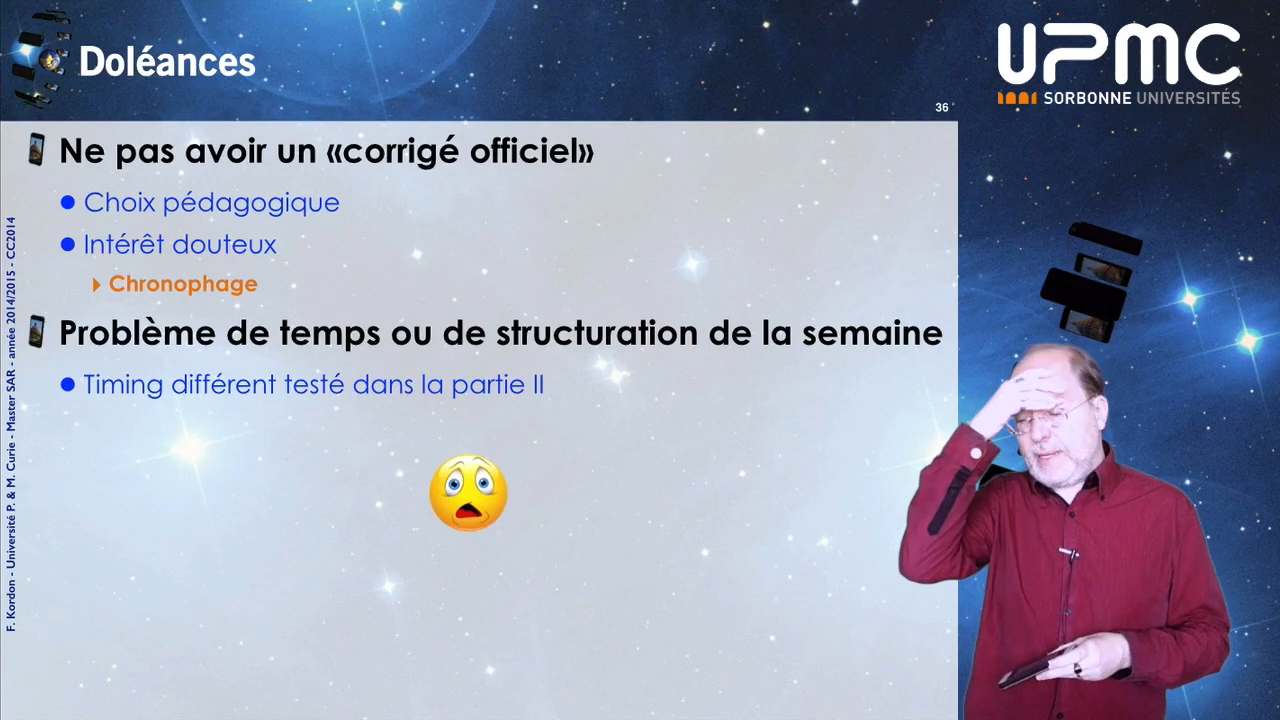 Doléances
UPMC
SORBONNE UNIVERSITÉS
36
Ne pas avoir un «corrigé officiel»
Choix pédagogique
Intérêt douteux
Chronophage
Problème de temps ou de structuration de la semaine
Timing différent testé dans la partie II
F. Kordon - Université P. & M. Curie - Master SAR - année 2014/2015 - CC2014